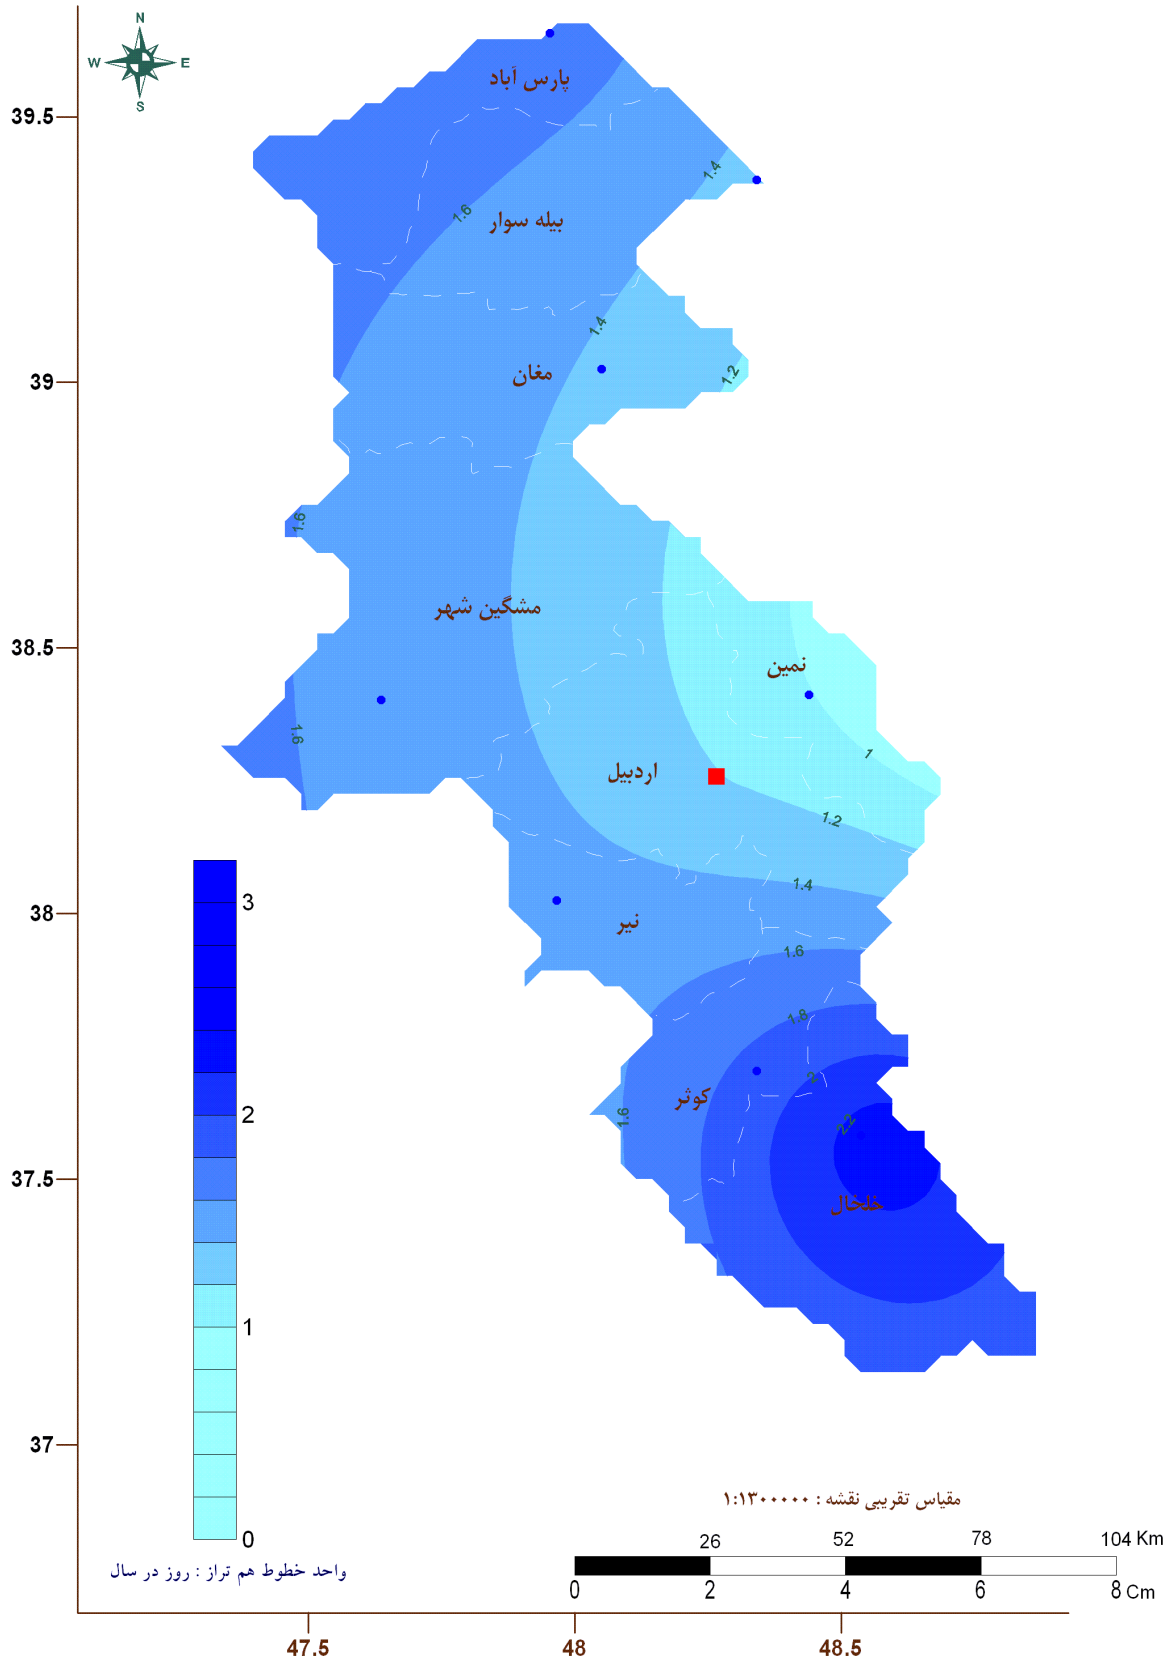 N
W E
S
پارس آباد
39.5
1.4
1.6
بیله سوار
1.4
مغان
39
1.2
1.6
مشگین شهر
38.5
نمین
1.6
1
اردبیل
1.2
1.4
38
نیر
1.6
1.8
2
کوثر
1.6
2.2
37.5
خلخال
3
2
1
0
37
مقیاس تقریبی نقشه : ۱:۱۳۰۰۰۰۰
26 52 78 104 Km
0 2 4 6 8 Cm
واحد خطوط هم تراز : روز در سال
47.5 48 48.5